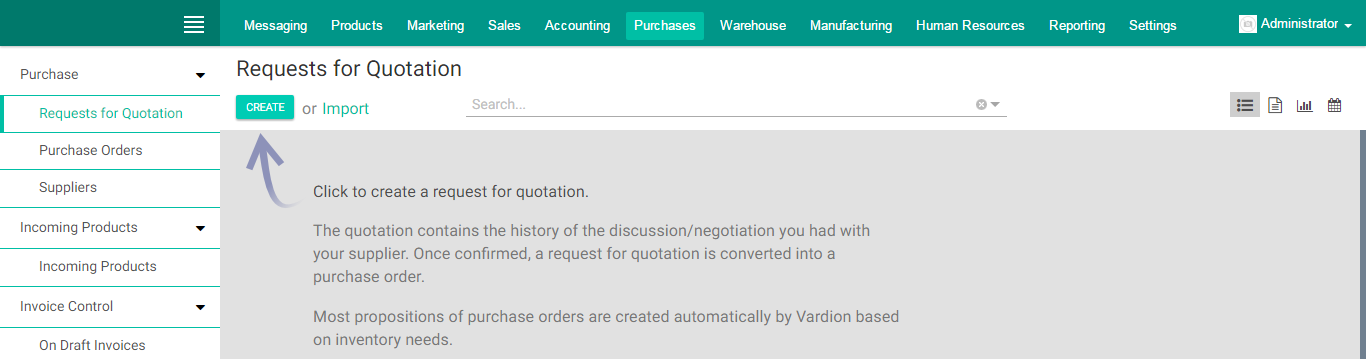 Messaging Products Marketing Sales Accounting Purchases Warehouse Manufacturing Human Resources Reporting Settings Administrator
Purchase
Requests for Quotation
Purchase Orders
Suppliers
Incoming Products
Incoming Products
Invoice Control
On Draft Invoices
Requests for Quotation
CREATE or Import
Search...
Click to create a request for quotation.
The quotation contains the history of the discussion/negotiation you had with
your supplier. Once confirmed, a request for quotation is converted into a
purchase order.
Most propositions of purchase orders are created automatically by Vardion based
on inventory needs.